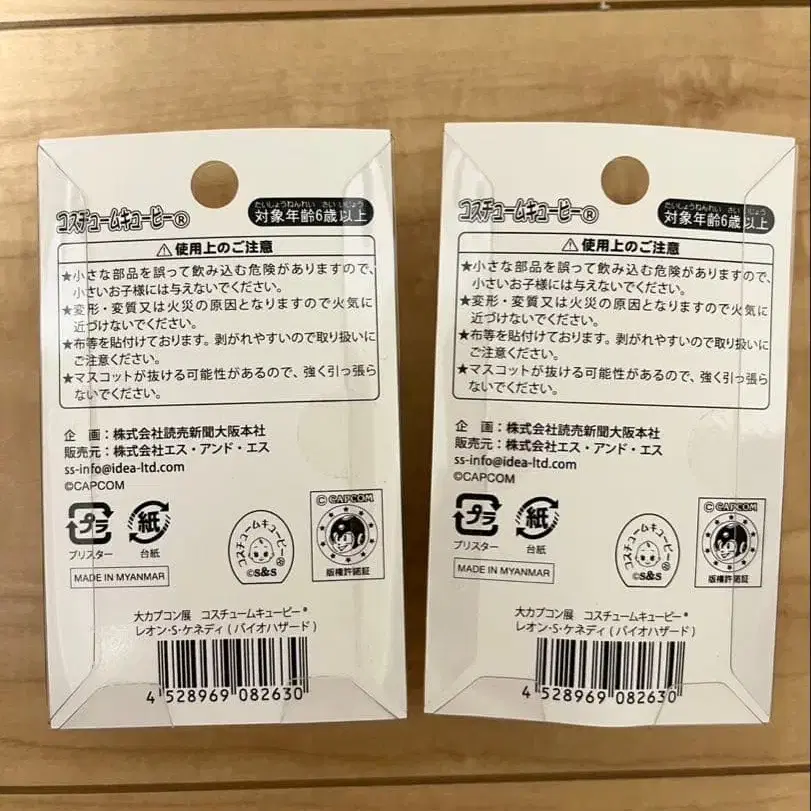 コスチュームキューピー®
たいしょうねんれい さい いじょう
対象年齢6歳以上
⚠使用上のご注意
★小さな部品を誤って飲み込む危険がありますので、
小さいお子様には与えないでください。
★変形・変質又は火災の原因となりますので火気に
近づけないでください。
★布等を貼付けております。剥がれやすいので取り扱いに
ご注意ください。
★マスコットが抜ける可能性があるので、強く引っ張ら
ないでください。
企　画：株式会社読売新聞大阪本社
販売元：株式会社エス・アンド・エス
ss-info@idea-ltd.com
©CAPCOM
プラ
ブリスター
紙
台紙
コスチュームキューピー®
©S&S
© CAPCOM
版権許諾証
MADE IN MYANMAR
大カプコン展　コスチュームキューピー®
レオン・S・ケネディ(バイオハザード)
4 528969 082630
コスチュームキューピー®
たいしょうねんれい さい いじょう
対象年齢6歳以上
⚠使用上のご注意
★小さな部品を誤って飲み込む危険がありますので、
小さいお子様には与えないでください。
★変形・変質又は火災の原因となりますので火気に
近づけないでください。
★布等を貼付けております。剥がれやすいので取り扱いに
ご注意ください。
★マスコットが抜ける可能性があるので、強く引っ張ら
ないでください。
企　画：株式会社読売新聞大阪本社
販売元：株式会社エス・アンド・エス
ss-info@idea-ltd.com
©CAPCOM
プラ
ブリスター
紙
台紙
コスチュームキューピー®
©S&S
© CAPCOM
版権許諾証
MADE IN MYANMAR
大カプコン展　コスチュームキューピー®
レオン・S・ケネディ(バイオハザード)
4 528969 082630